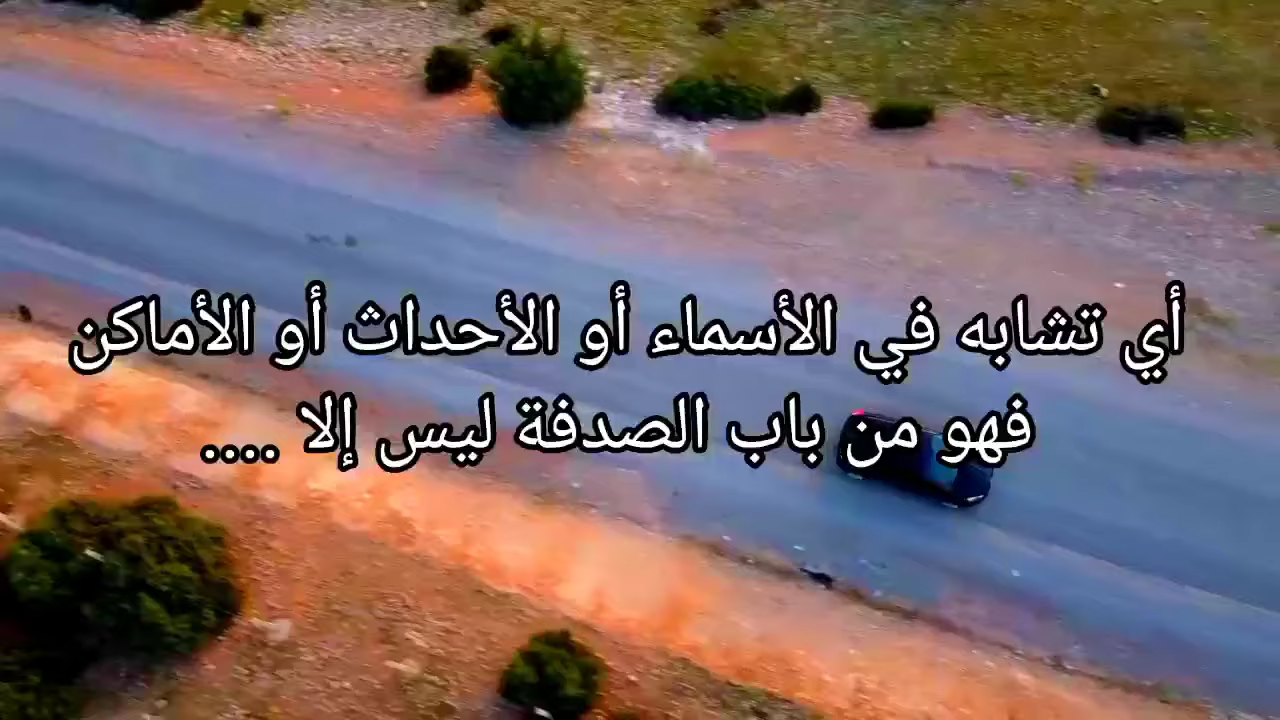 أي تشابه في الأسماء أو الأحداث أو الأماكن
فهو من باب الصدفة ليس إلا ....